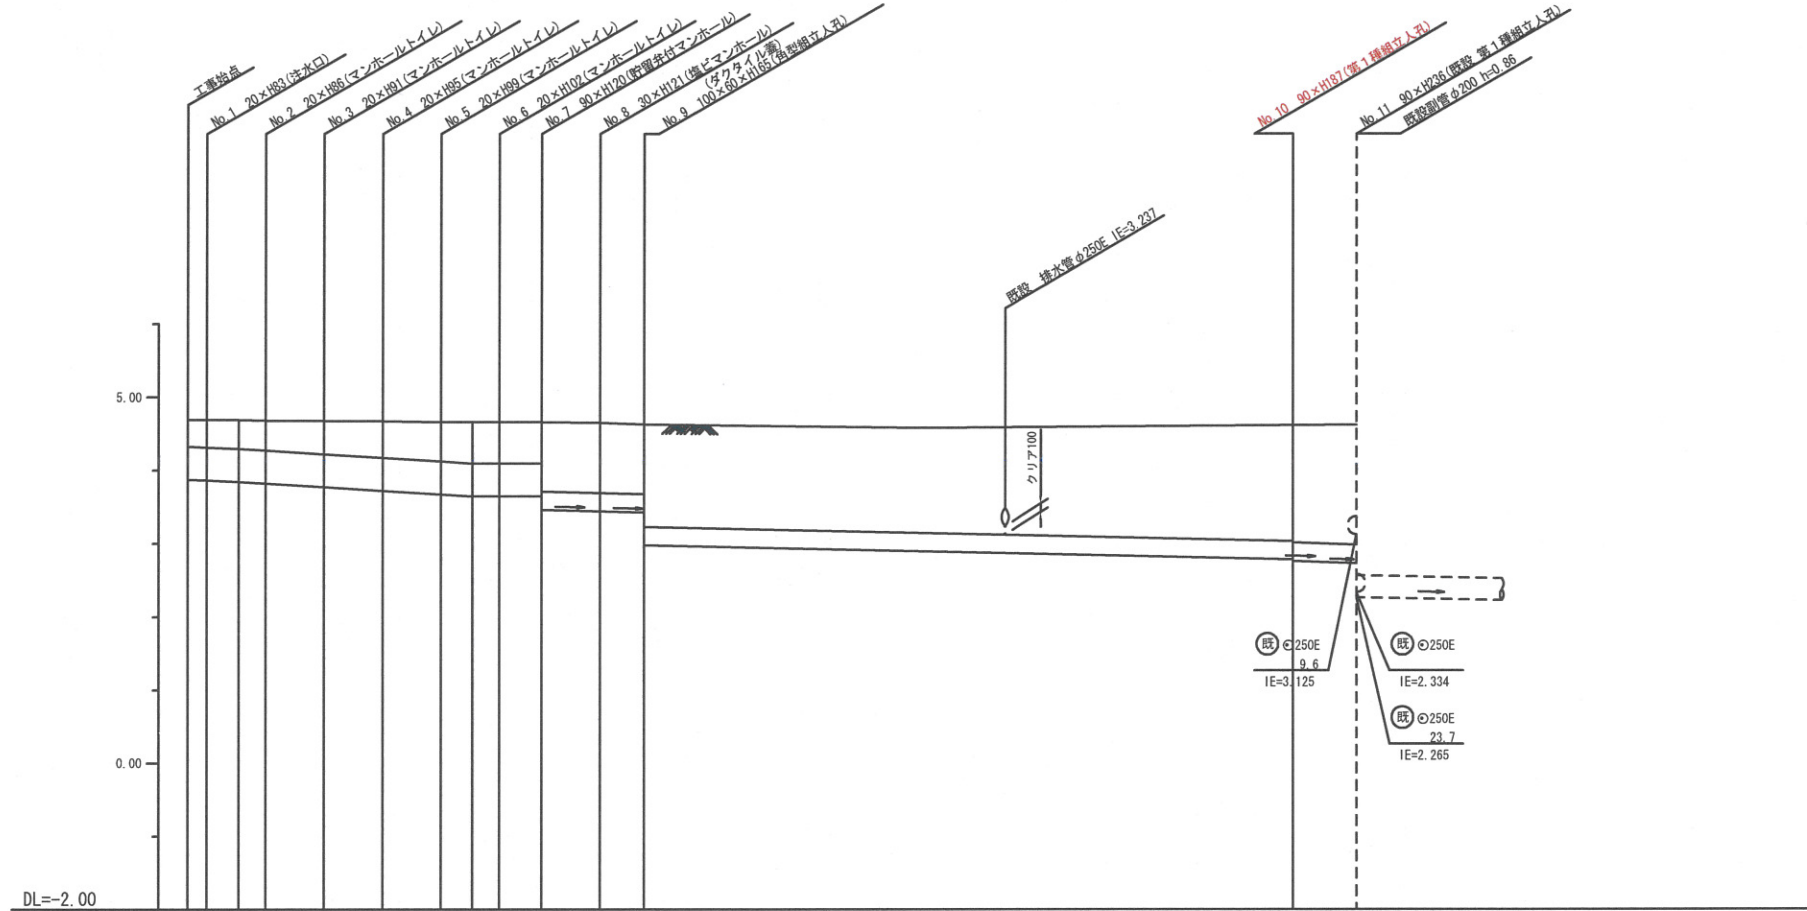 工事始点
No.1 20×H83(注水口)
No.2 20×H86(マンホールトイレ)
No.3 20×H91(マンホールトイレ)
No.4 20×H95(マンホールトイレ)
No.5 20×H99(マンホールトイレ)
No.6 20×H102(マンホールトイレ)
No.7 90×H120(貯留弁付マンホール)
No.8 30×H121(塩ビマンホール)
(ダクタイル蓋)
No.9 100×60×H165(角型組立人孔)
No.10 90×H187(第1種組立人孔)
No.11 90×H236(既設 第1種組立人孔)
既設副管φ200 h=0.86
既設 排水管φ250E IE=3.237
5.00
クリア100
既 250E
9.6
IE=3.125
既 250E
IE=2.334
既 250E
23.7
IE=2.265
0.00
DL=-2.00